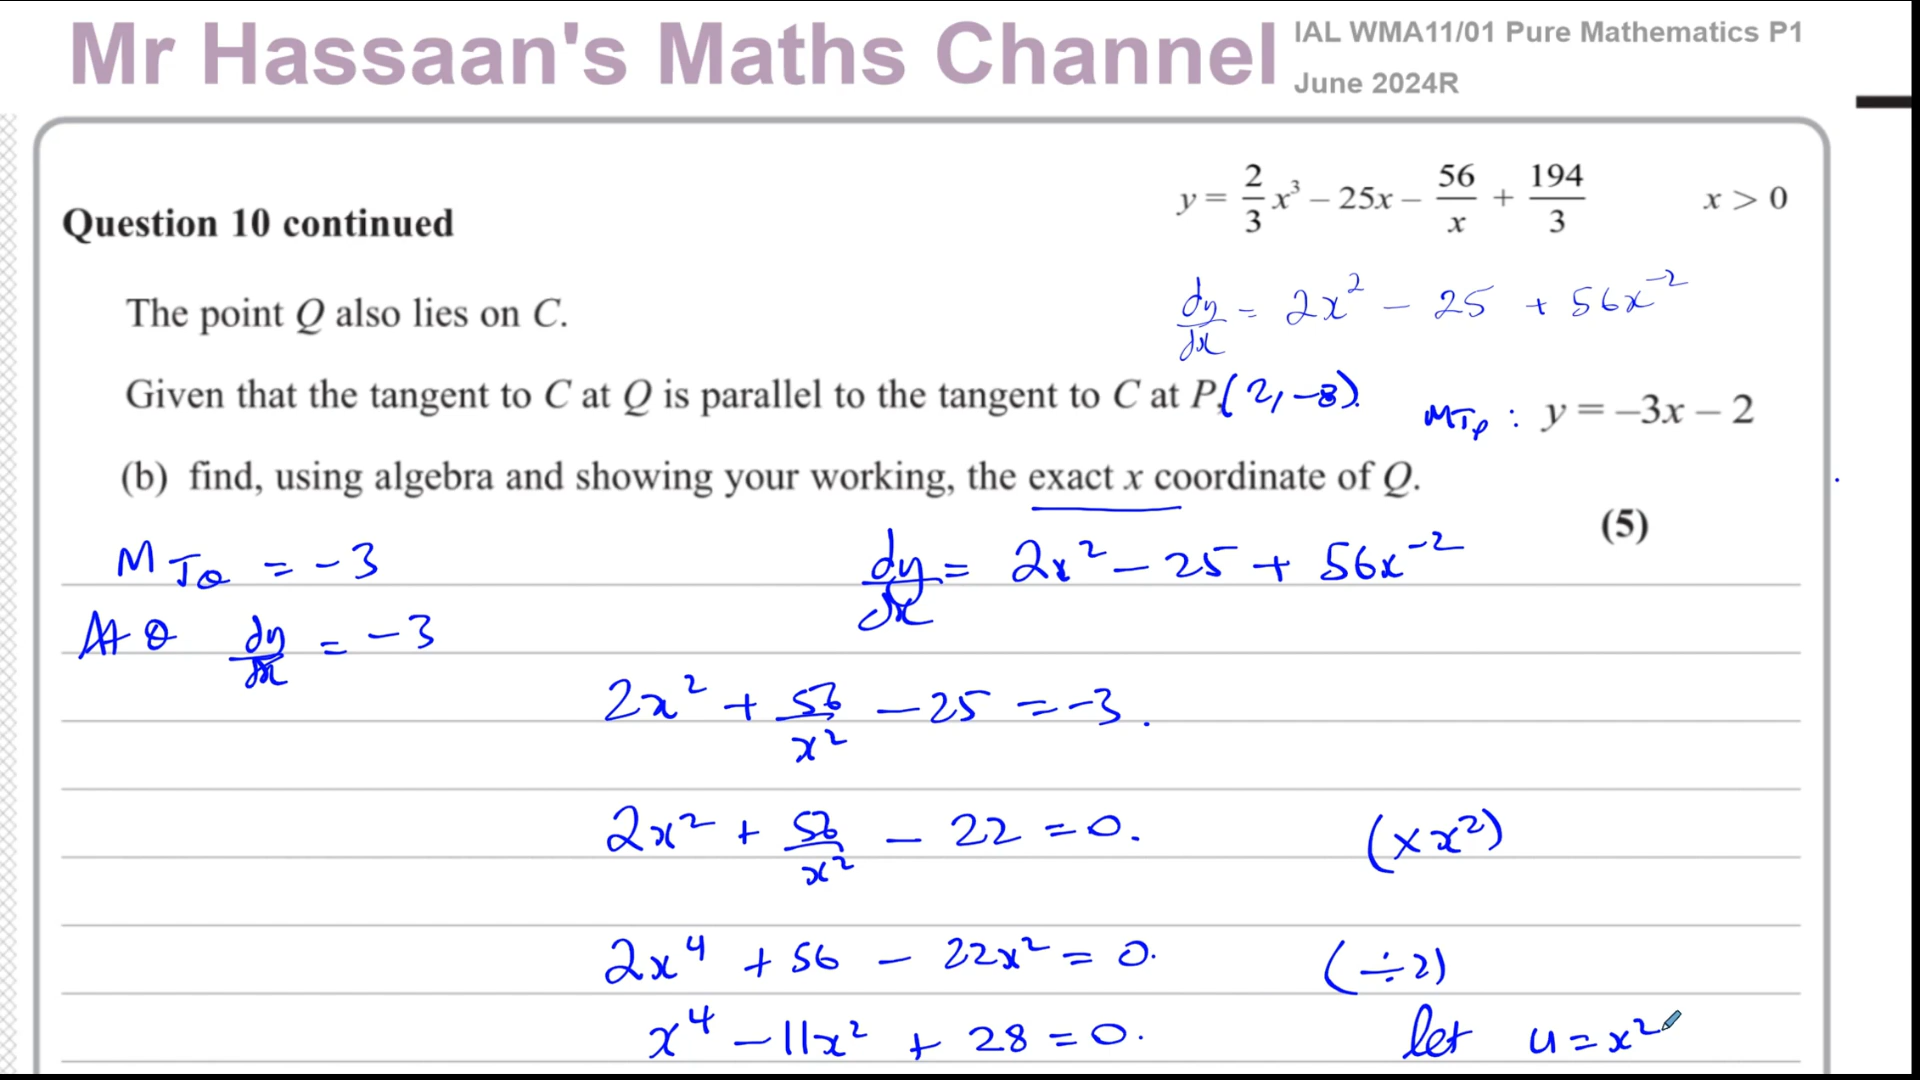 Mr Hassaan's Maths Channel
IAL WMA11/01 Pure Mathematics P1
June 2024R
y = 2/3 x³ – 25x – 56/x + 194/3    x > 0
Question 10 continued
dy/dx = 2x² – 25 + 56x⁻²
The point Q also lies on C.
Given that the tangent to C at Q is parallel to the tangent to C at P. (2, –8).
M_TP : y = –3x – 2
(b) find, using algebra and showing your working, the exact x coordinate of Q.
(5)
M_TQ = –3
dy/dx = 2x² – 25 + 56x⁻²
At Q dy/dx = –3
2x² + 56/x² – 25 = –3.
2x² + 56/x² – 22 = 0. (× x²)
2x⁴ + 56 – 22x² = 0. (÷2)
x⁴ – 11x² + 28 = 0. let u = x²